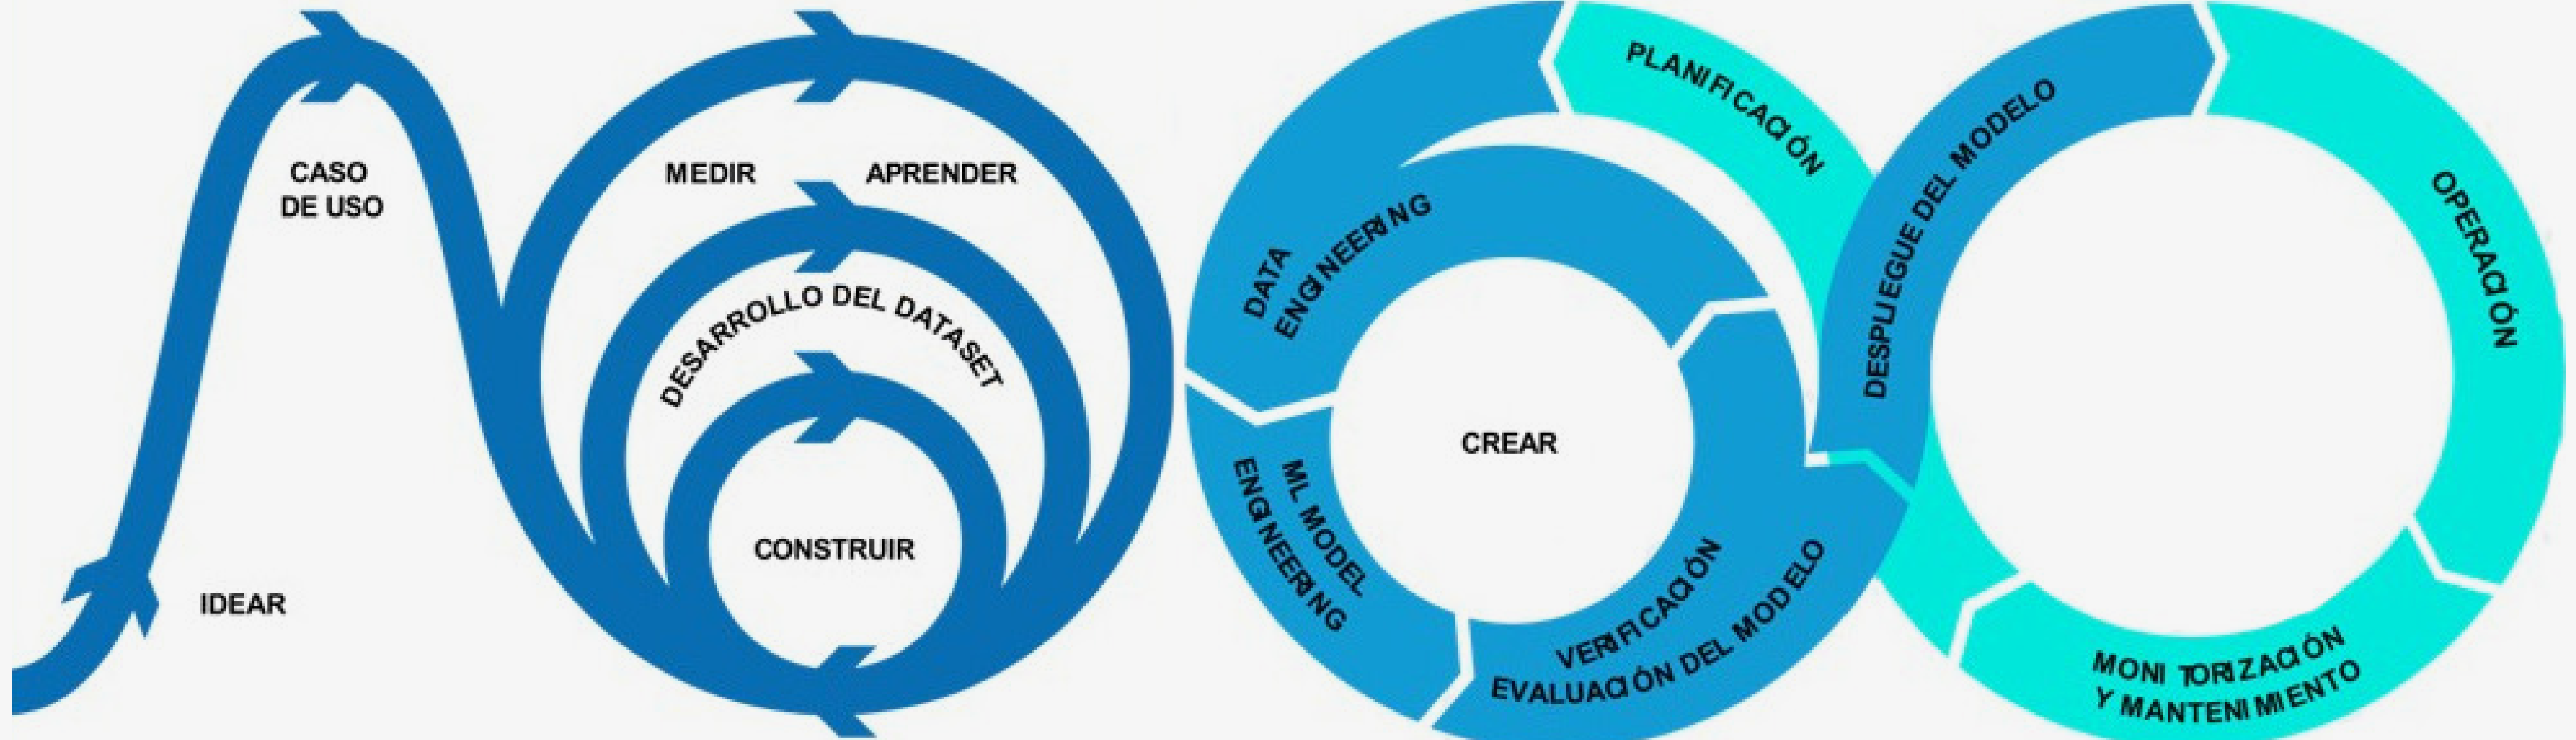 CASO
DE USO
IDEAR
MEDIR
APRENDER
DESARROLLO DEL DATASET
CONSTRUIR
PLANIFICACIÓN
DATA
ENGINEERING
CREAR
ML MODEL
ENGINEERING
VERIFICACIÓN
EVALUACIÓN DEL MODELO
DESPLIEGUE DEL MODELO
OPERACIÓN
MONITORIZACIÓN
Y MANTENIMIENTO